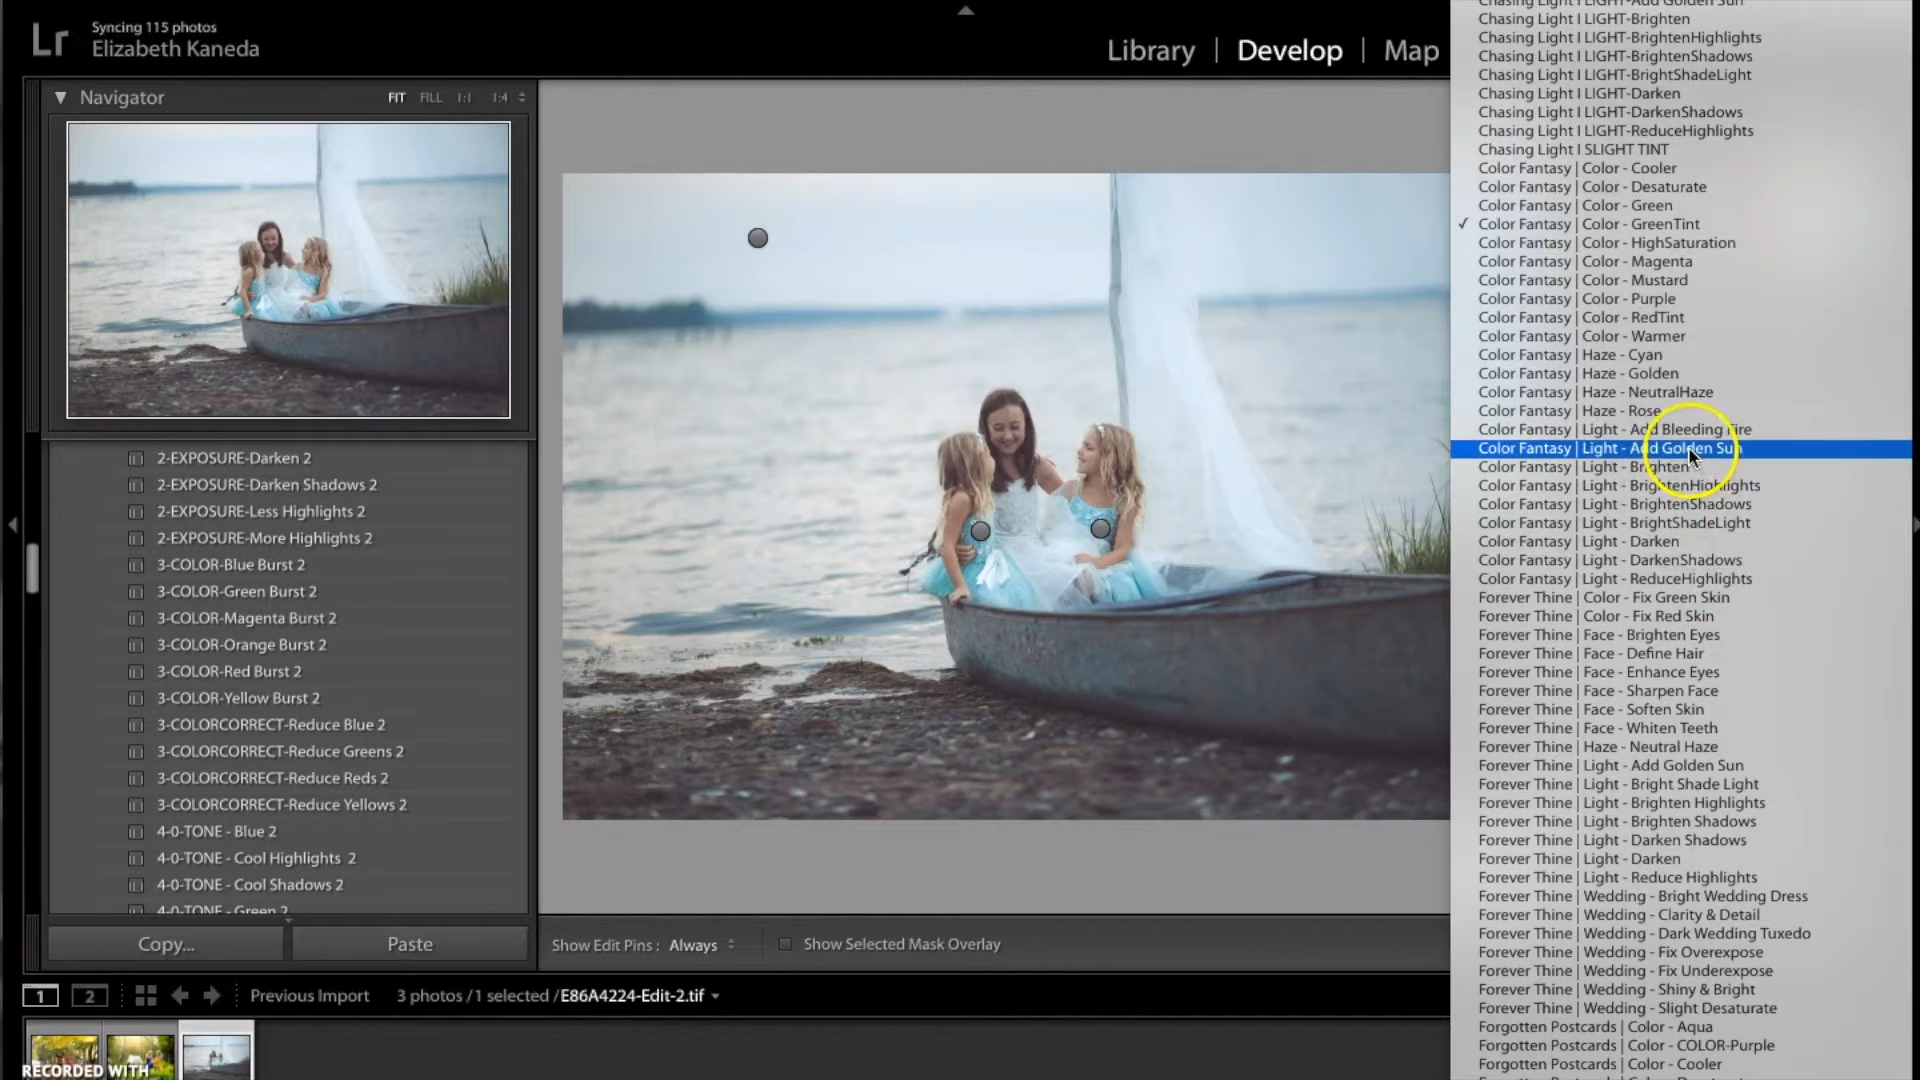 Lr
Syncing 115 photos
Elizabeth Kaneda
Library | Develop | Map
Navigator
FIT FILL 1:1 1:4
2-EXPOSURE-Darken 2
2-EXPOSURE-Darken Shadows 2
2-EXPOSURE-Less Highlights 2
2-EXPOSURE-More Highlights 2
3-COLOR-Blue Burst 2
3-COLOR-Green Burst 2
3-COLOR-Magenta Burst 2
3-COLOR-Orange Burst 2
3-COLOR-Red Burst 2
3-COLOR-Yellow Burst 2
3-COLORCORRECT-Reduce Blue 2
3-COLORCORRECT-Reduce Greens 2
3-COLORCORRECT-Reduce Reds 2
3-COLORCORRECT-Reduce Yellows 2
4-0-TONE - Blue 2
4-0-TONE - Cool Highlights 2
4-0-TONE - Cool Shadows 2
4-0-TONE - Green 2
Copy... Paste
Show Edit Pins : Always Show Selected Mask Overlay
1 2 Previous Import 3 photos /1 selected /E86A4224-Edit-2.tif
RECORDED WITH
Chasing Light I LIGHT-Add Golden Sun
Chasing Light I LIGHT-Brighten
Chasing Light I LIGHT-BrightenHighlights
Chasing Light I LIGHT-BrightenShadows
Chasing Light I LIGHT-BrightShadeLight
Chasing Light I LIGHT-Darken
Chasing Light I LIGHT-DarkenShadows
Chasing Light I LIGHT-ReduceHighlights
Chasing Light I SLIGHT TINT
Color Fantasy | Color - Cooler
Color Fantasy | Color - Desaturate
Color Fantasy | Color - Green
✓ Color Fantasy | Color - GreenTint
Color Fantasy | Color - HighSaturation
Color Fantasy | Color - Magenta
Color Fantasy | Color - Mustard
Color Fantasy | Color - Purple
Color Fantasy | Color - RedTint
Color Fantasy | Color - Warmer
Color Fantasy | Haze - Cyan
Color Fantasy | Haze - Golden
Color Fantasy | Haze - NeutralHaze
Color Fantasy | Haze - Rose
Color Fantasy | Light - Add Bleeding Fire
Color Fantasy | Light - Add Golden Sun
Color Fantasy | Light - Brighten
Color Fantasy | Light - BrightenHighlights
Color Fantasy | Light - BrightenShadows
Color Fantasy | Light - BrightShadeLight
Color Fantasy | Light - Darken
Color Fantasy | Light - DarkenShadows
Color Fantasy | Light - ReduceHighlights
Forever Thine | Color - Fix Green Skin
Forever Thine | Color - Fix Red Skin
Forever Thine | Face - Brighten Eyes
Forever Thine | Face - Define Hair
Forever Thine | Face - Enhance Eyes
Forever Thine | Face - Sharpen Face
Forever Thine | Face - Soften Skin
Forever Thine | Face - Whiten Teeth
Forever Thine | Haze - Neutral Haze
Forever Thine | Light - Add Golden Sun
Forever Thine | Light - Bright Shade Light
Forever Thine | Light - Brighten Highlights
Forever Thine | Light - Brighten Shadows
Forever Thine | Light - Darken Shadows
Forever Thine | Light - Darken
Forever Thine | Light - Reduce Highlights
Forever Thine | Wedding - Bright Wedding Dress
Forever Thine | Wedding - Clarity & Detail
Forever Thine | Wedding - Dark Wedding Tuxedo
Forever Thine | Wedding - Fix Overexpose
Forever Thine | Wedding - Fix Underexpose
Forever Thine | Wedding - Shiny & Bright
Forever Thine | Wedding - Slight Desaturate
Forgotten Postcards | Color - Aqua
Forgotten Postcards | Color - COLOR-Purple
Forgotten Postcards | Color - Cooler